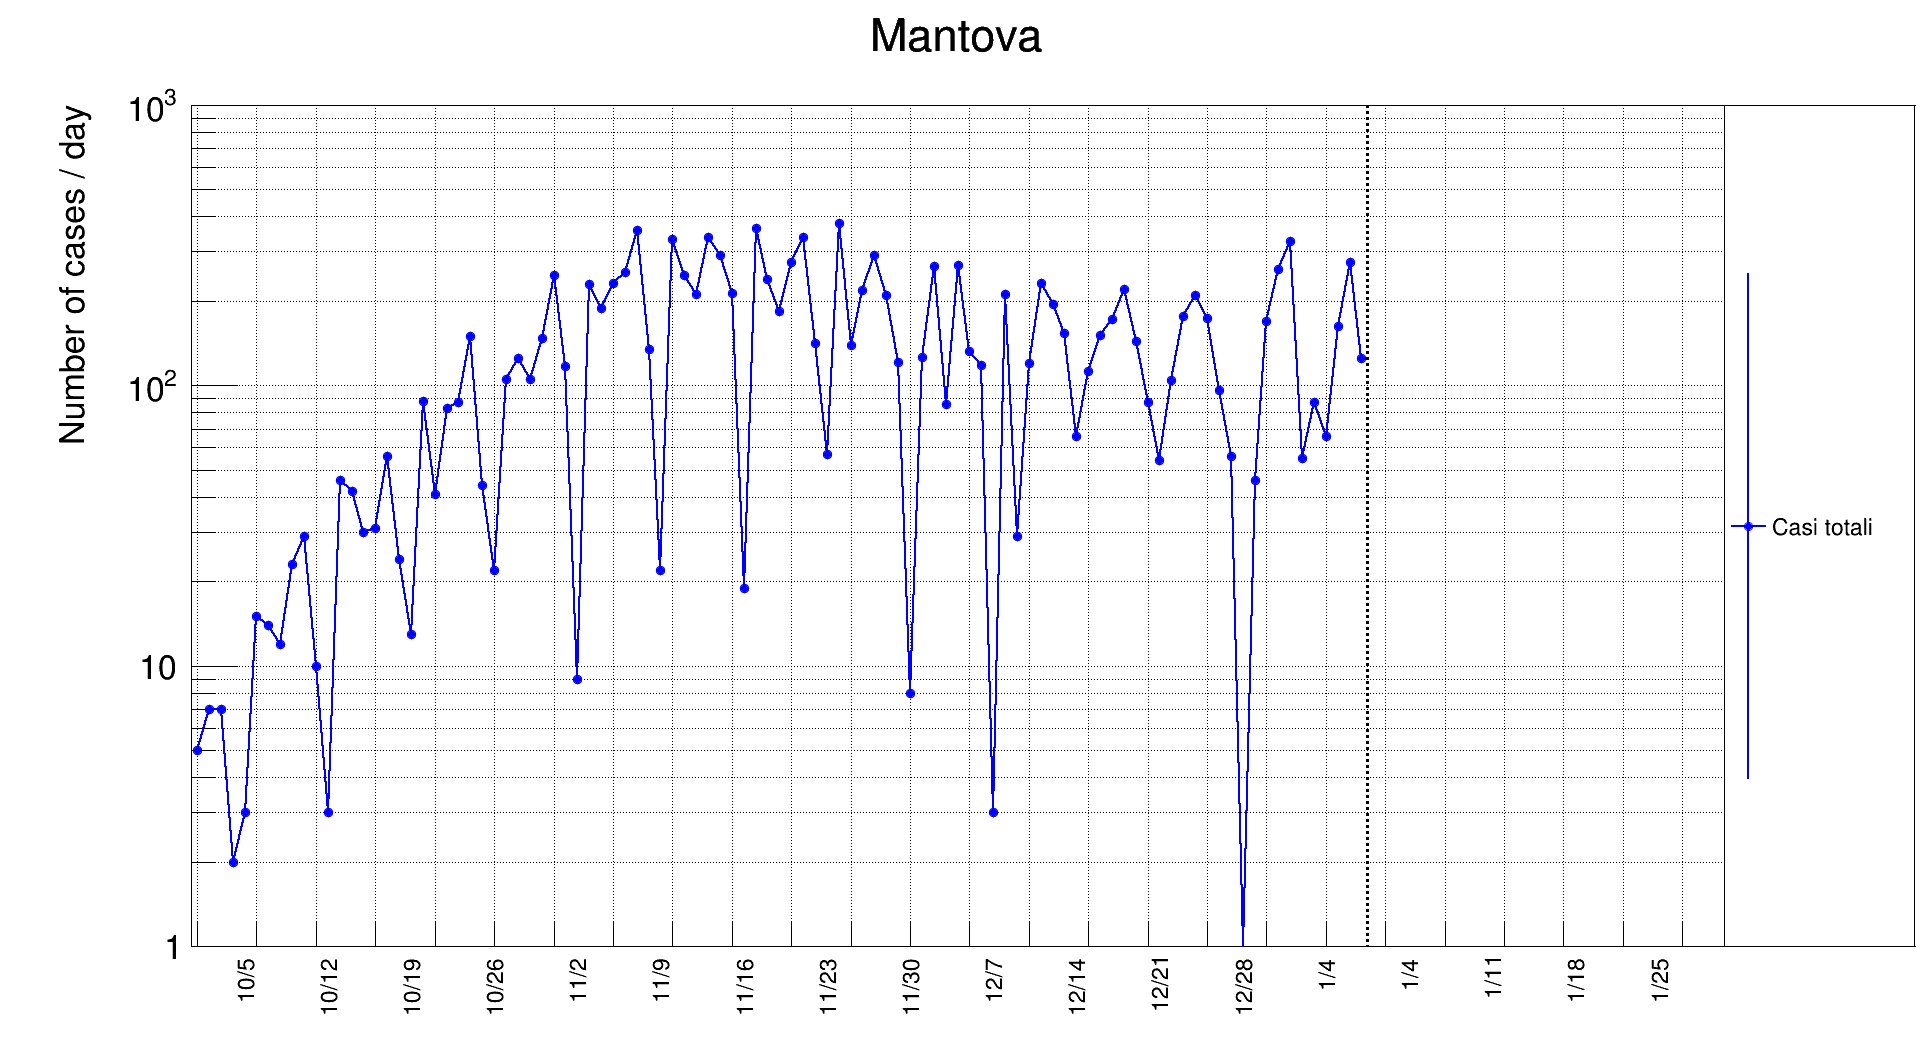 Mantova
Number of cases / day
10³
10²
10
1
10/5 10/12 10/19 10/26 11/2 11/9 11/16 11/23 11/30 12/7 12/14 12/21 12/28 1/4 1/4 1/11 1/18 1/25
Casi totali